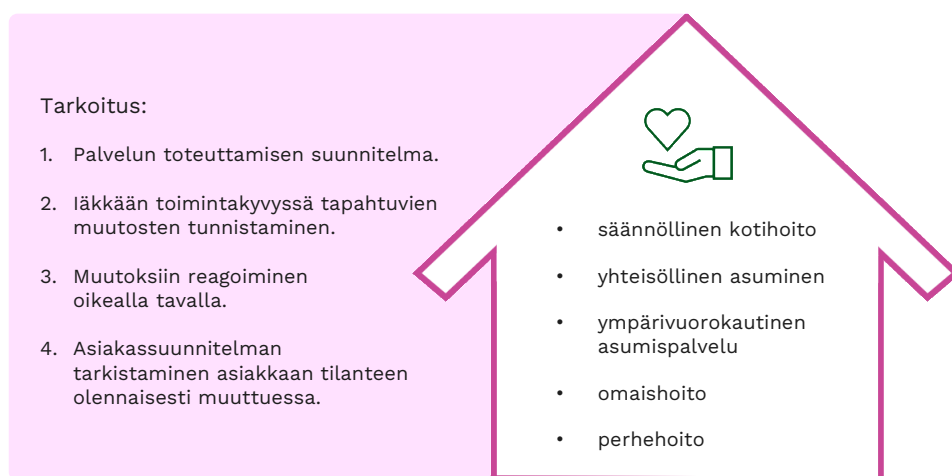 Tarkoitus:
1. Palvelun toteuttamisen suunnitelma.
2. Iäkkään toimintakyvyssä tapahtuvien
muutosten tunnistaminen.
3. Muutoksiin reagoiminen
oikealla tavalla.
4. Asiakassuunnitelman
tarkistaminen asiakkaan tilanteen
olennaisesti muuttuessa.
• säännöllinen kotihoito
• yhteisöllinen asuminen
• ympärivuorokautinen
asumispalvelu
• omaishoito
• perhehoito